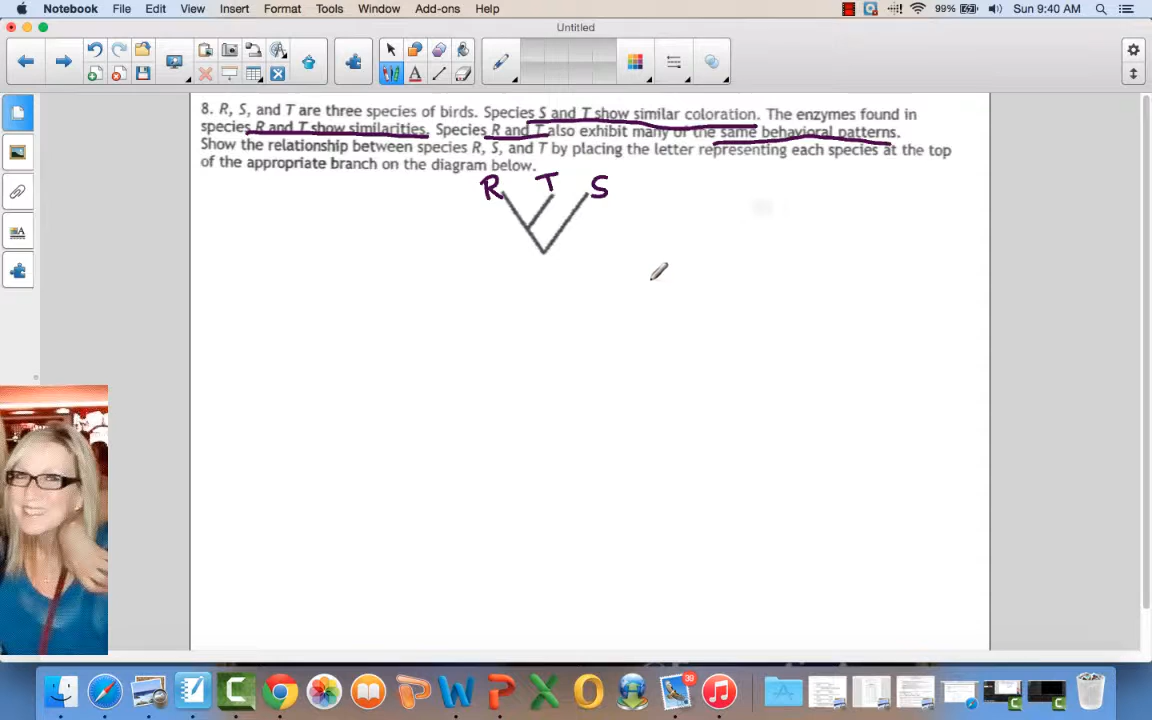 Notebook File Edit View Insert Format Tools Window Add-ons Help 99% Sun 9:40 AM
Untitled
8. R, S, and T are three species of birds. Species S and T show similar coloration. The enzymes found in
species R and T show similarities. Species R and T also exhibit many of the same behavioral patterns.
Show the relationship between species R, S, and T by placing the letter representing each species at the top
of the appropriate branch on the diagram below.
R T S
39